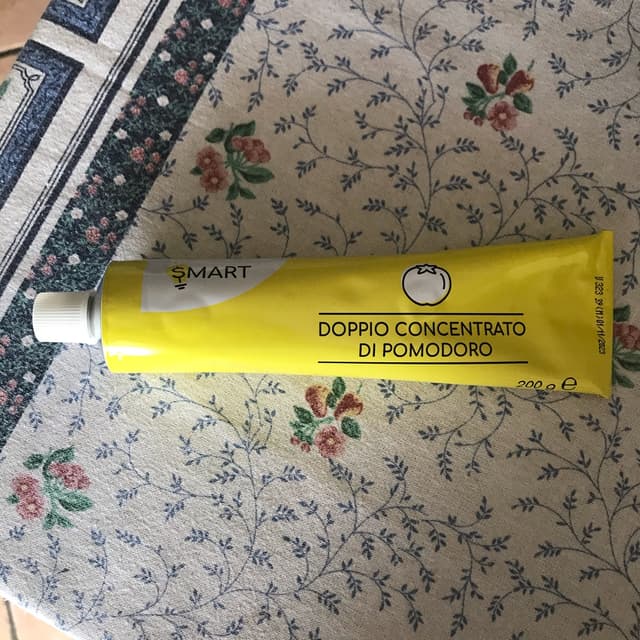 SMART
DOPPIO CONCENTRATO
DI POMODORO
200 g e